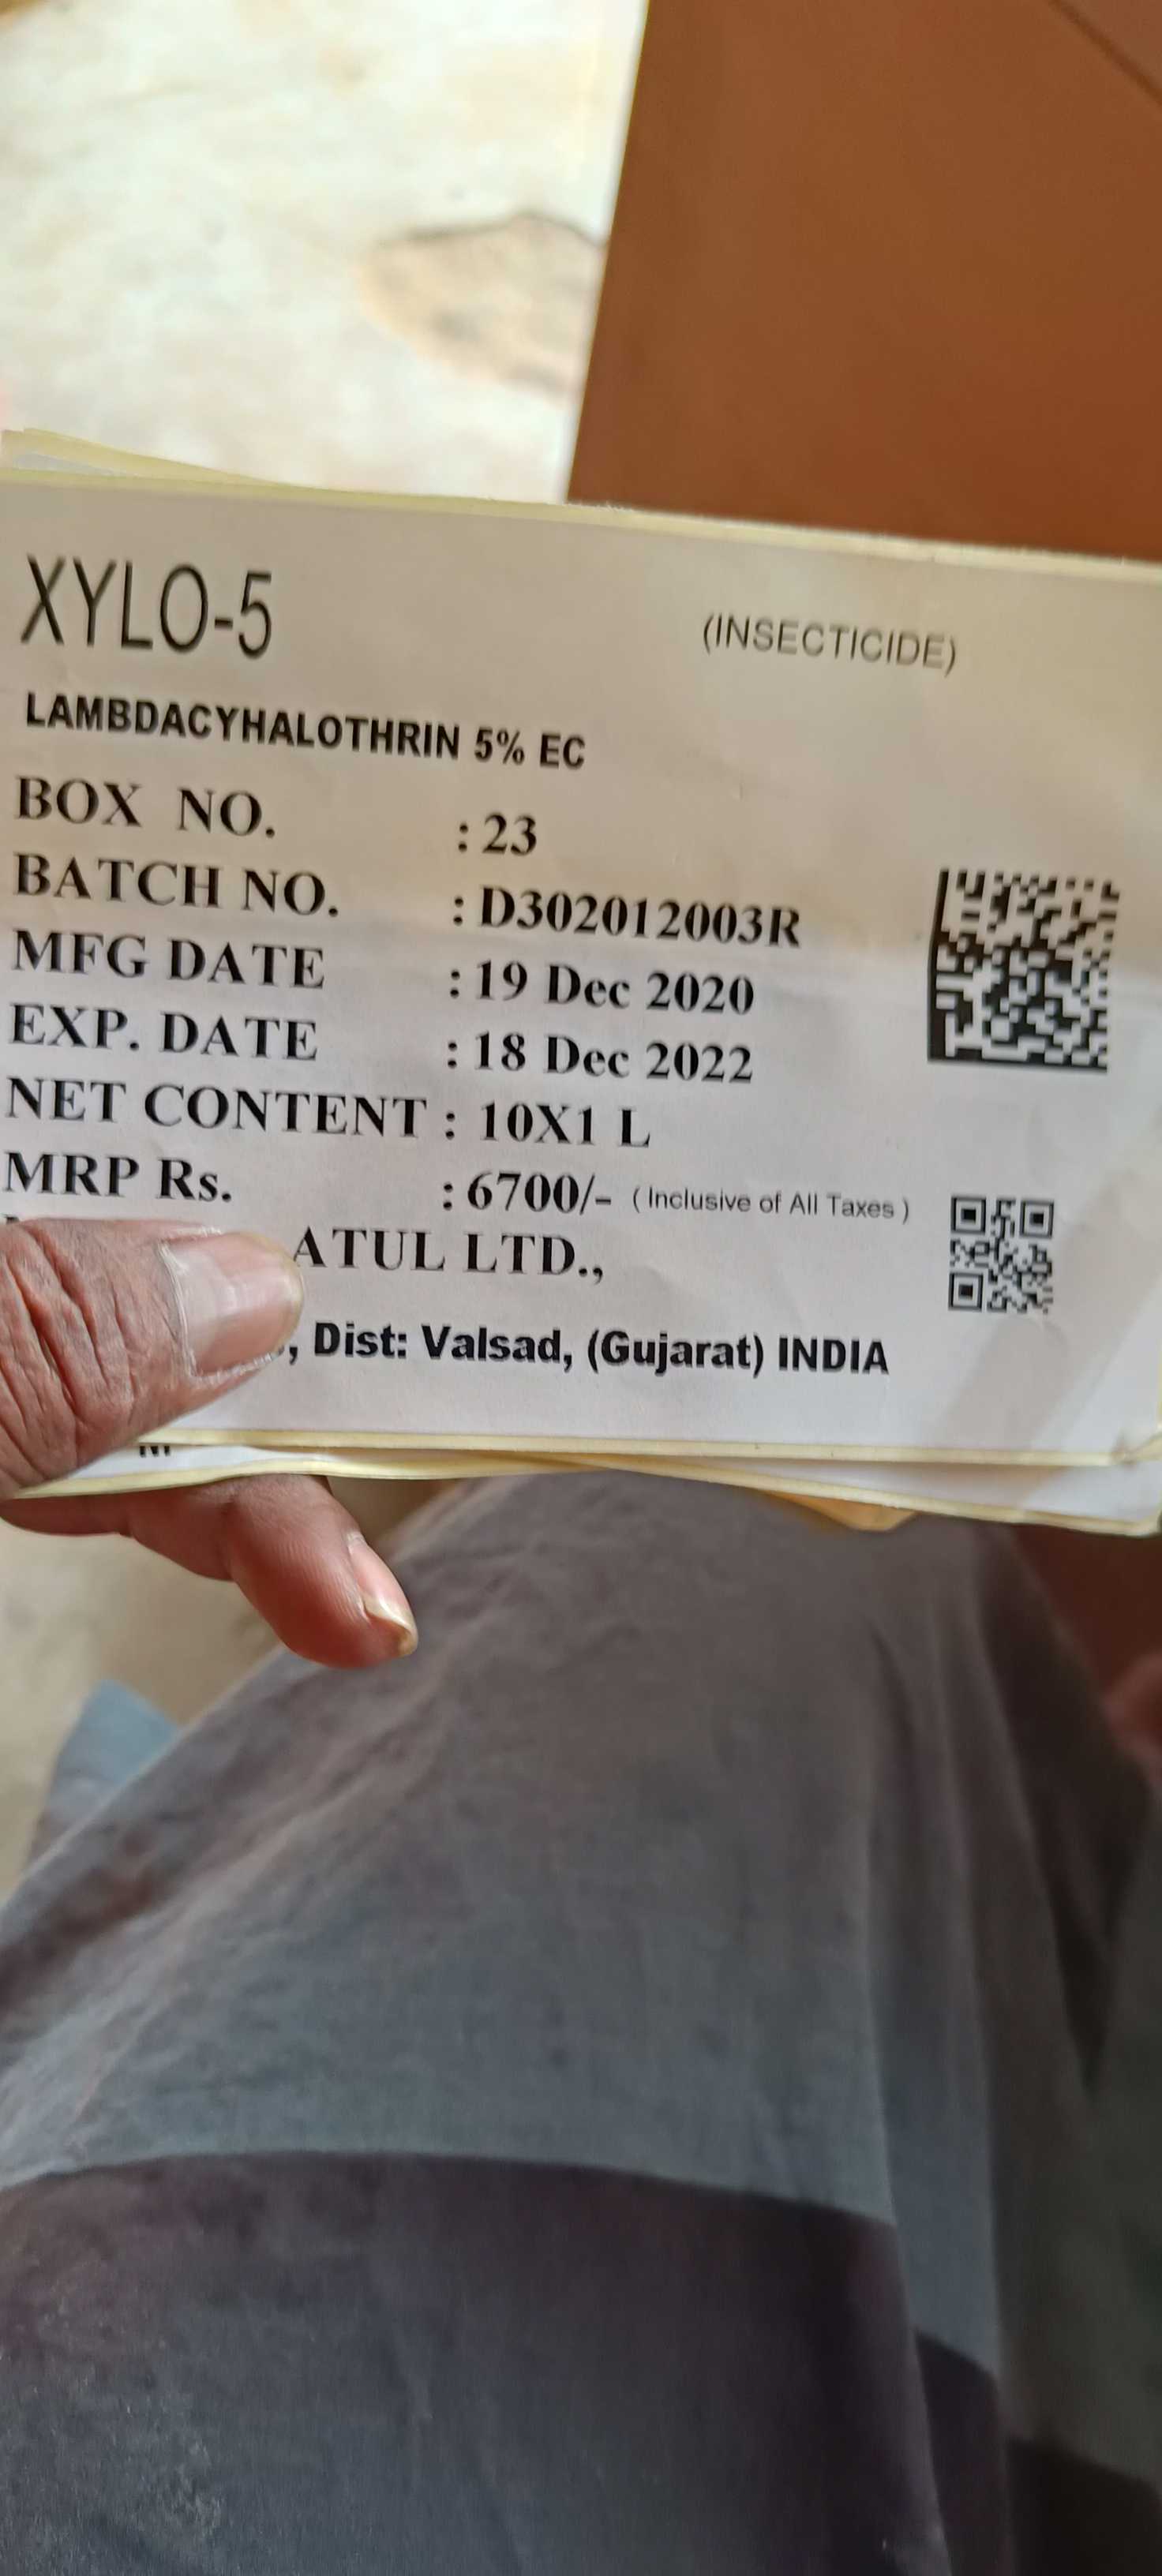 XYLO-5 (INSECTICIDE)
LAMBDACYHALOTHRIN 5% EC
BOX NO. : 23
BATCH NO. : D302012003R
MFG DATE : 19 Dec 2020
EXP. DATE : 18 Dec 2022
NET CONTENT : 10X1 L
MRP Rs. : 6700/- ( Inclusive of All Taxes )
ATUL LTD.,
, Dist: Valsad, (Gujarat) INDIA